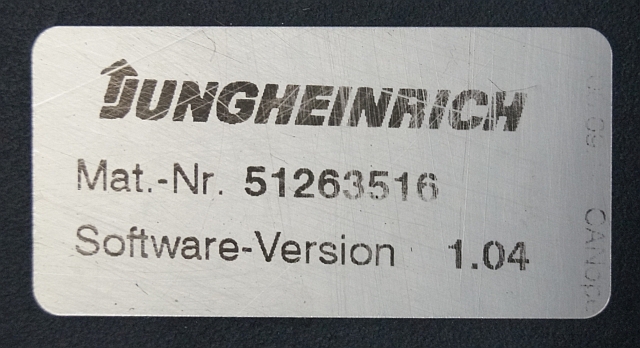 JUNGHEINRICH
Mat.-Nr. 51263516
Software-Version 1.04